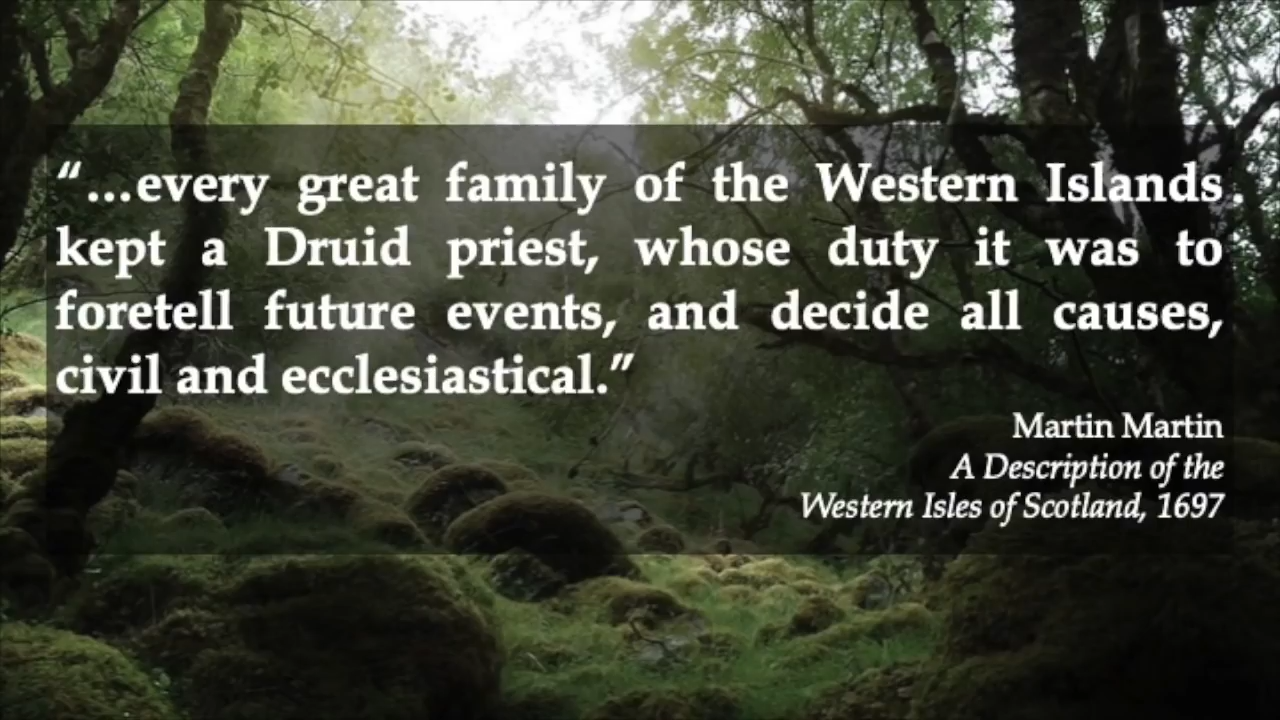 “…every great family of the Western Islands
kept a Druid priest, whose duty it was to
foretell future events, and decide all causes,
civil and ecclesiastical.”
Martin Martin
A Description of the
Western Isles of Scotland, 1697